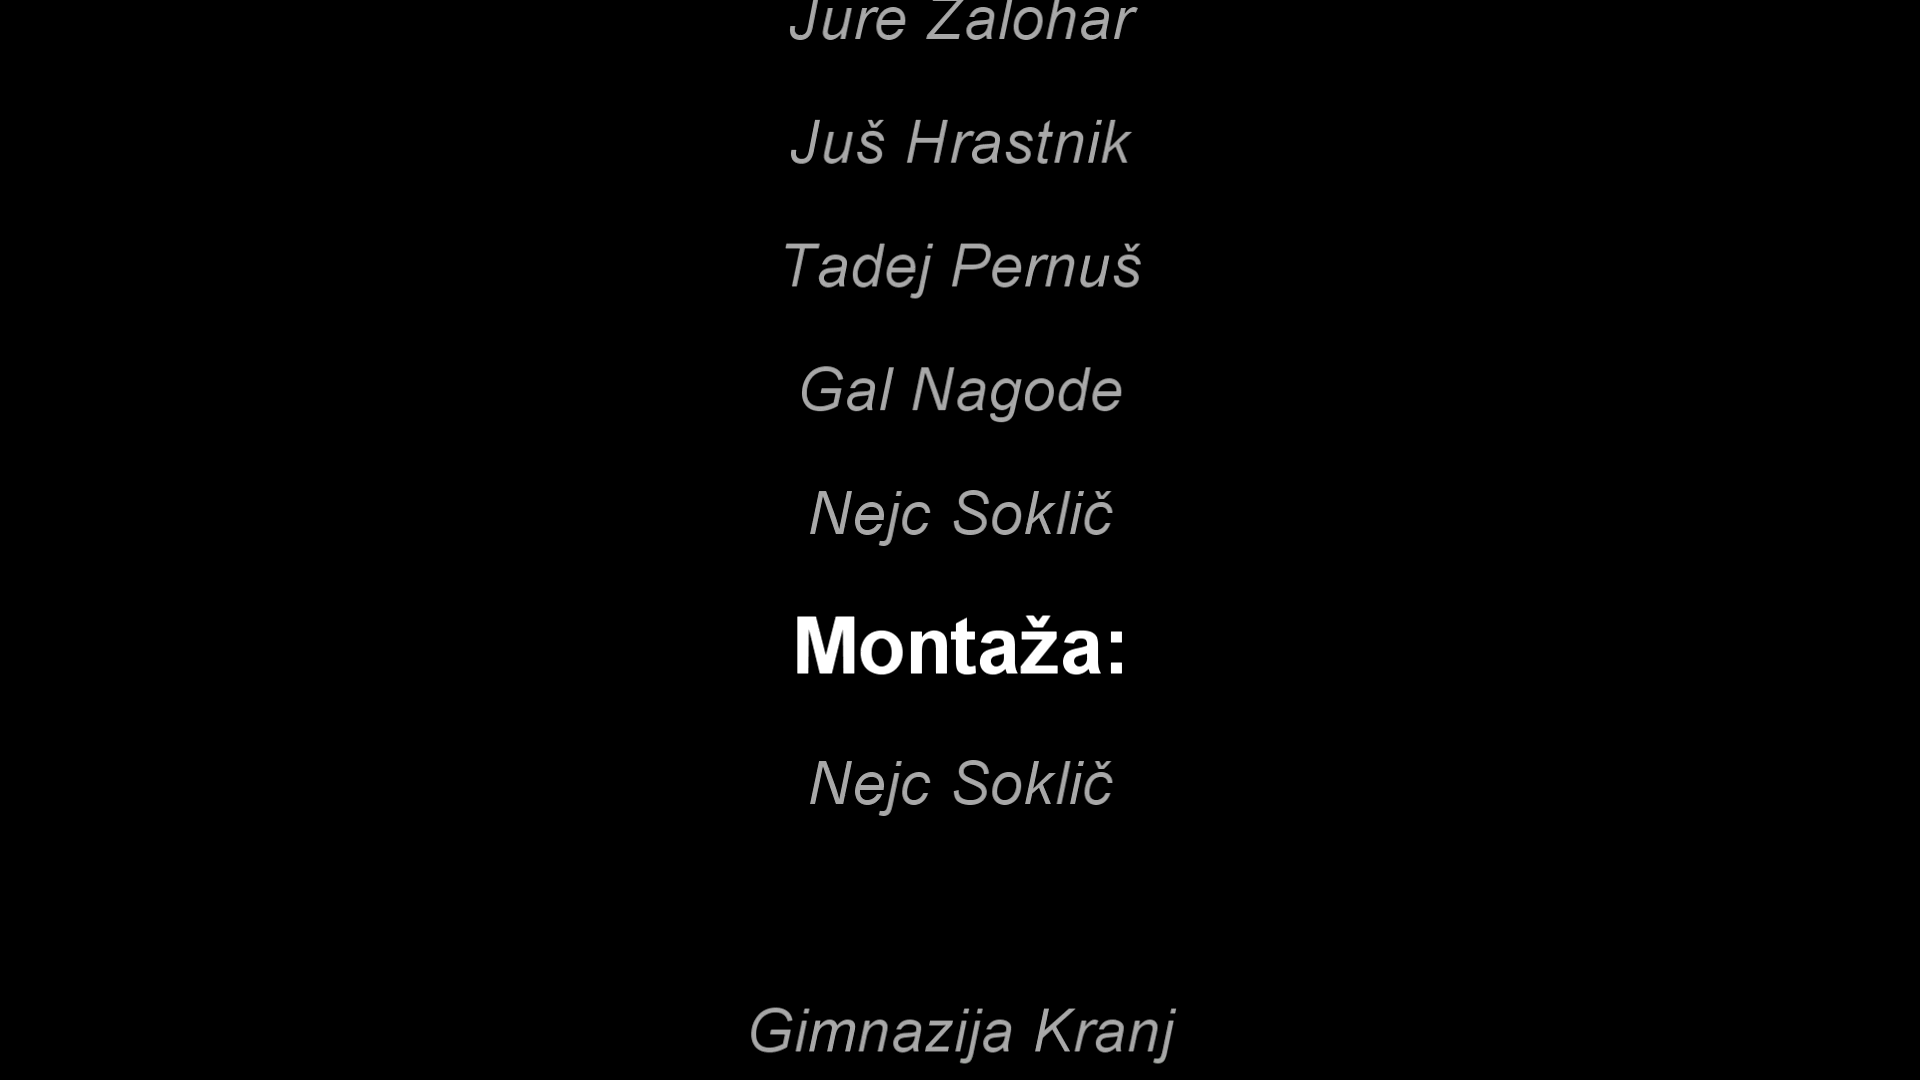 Jure Zalohar
Juš Hrastnik
Tadej Pernuš
Gal Nagode
Nejc Soklič
Montaža:
Nejc Soklič
Gimnazija Kranj